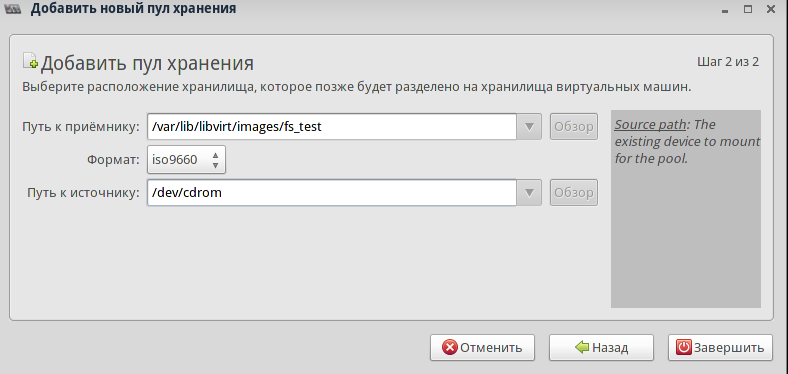 Добавить новый пул хранения
Добавить пул хранения
Шаг 2 из 2
Выберите расположение хранилища, которое позже будет разделено на хранилища виртуальных машин.
Путь к приёмнику: /var/lib/libvirt/images/fs_test Обзор
Формат: iso9660
Путь к источнику: /dev/cdrom Обзор
Source path: The
existing device to mount
for the pool.
Отменить Назад Завершить